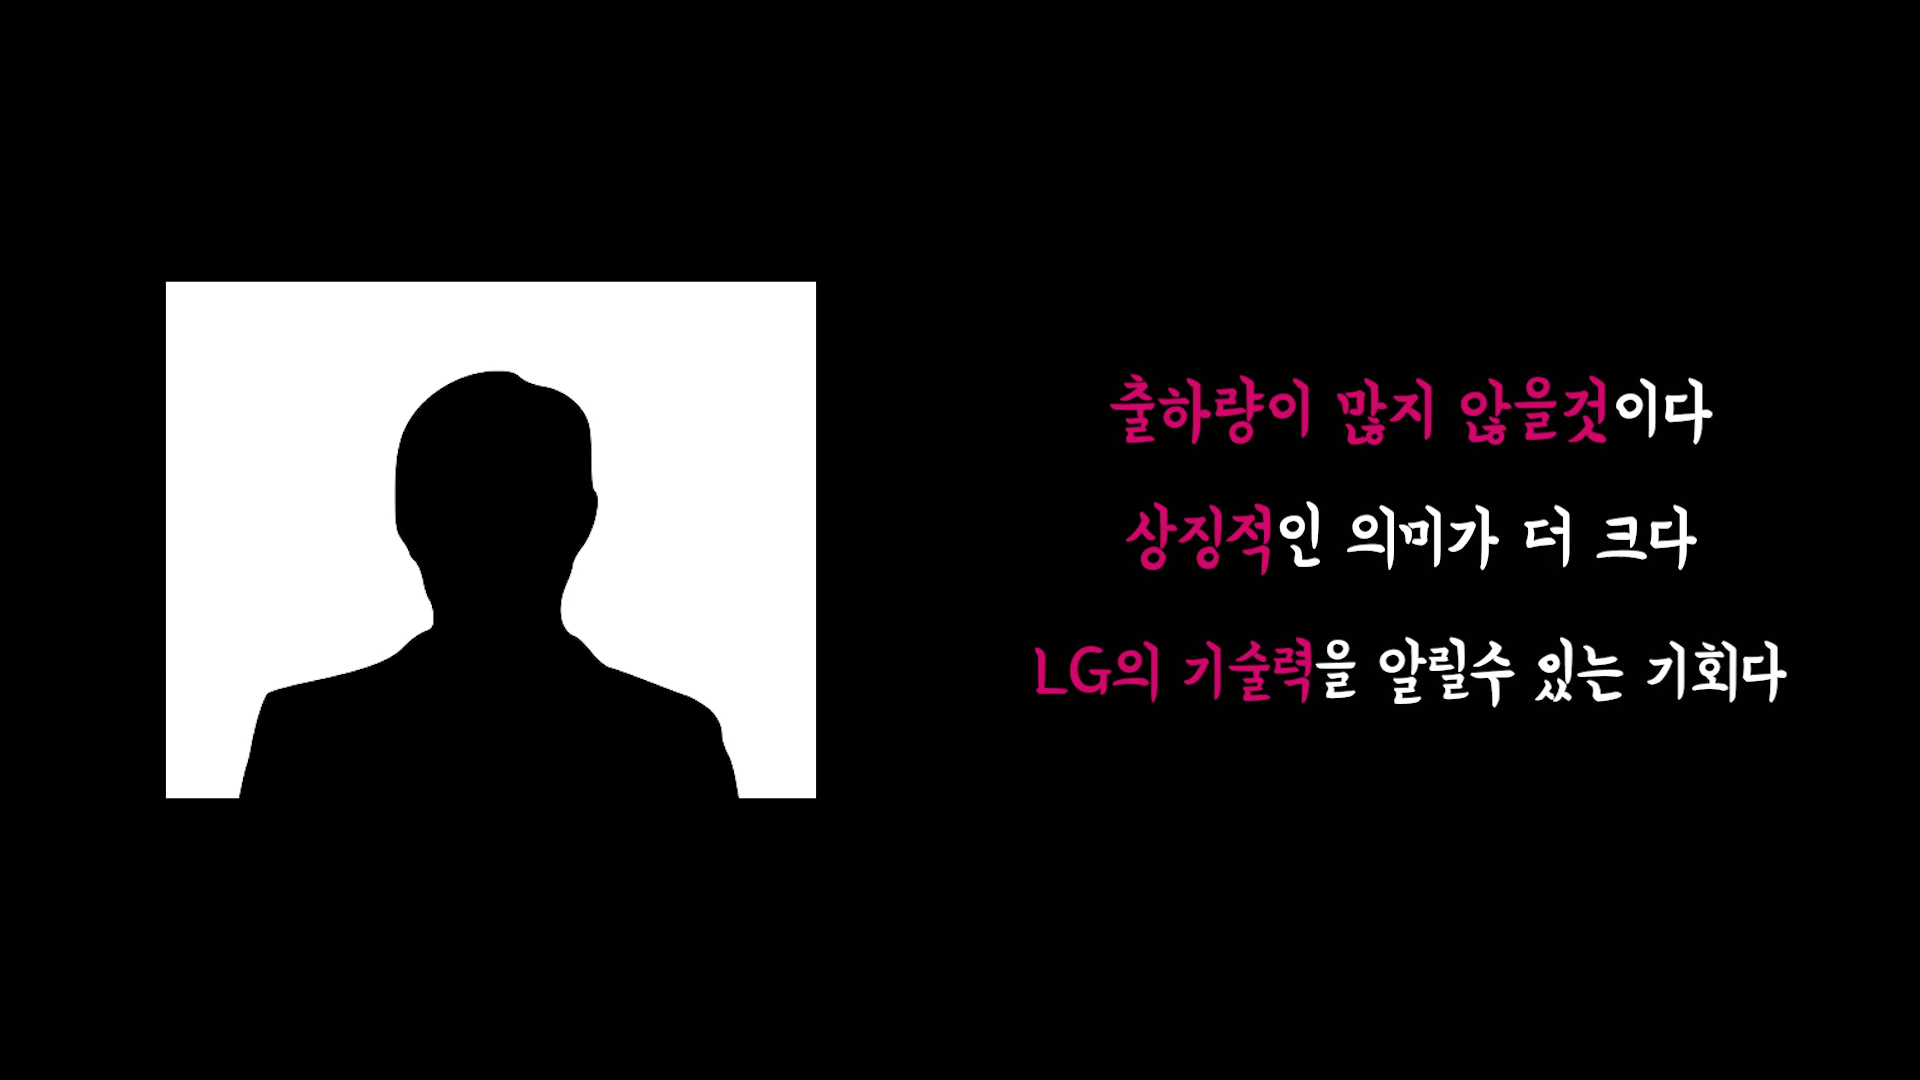 출하량이 많지 않을것이다
상징적인 의미가 더 크다
LG의 기술력을 알릴수 있는 기회다